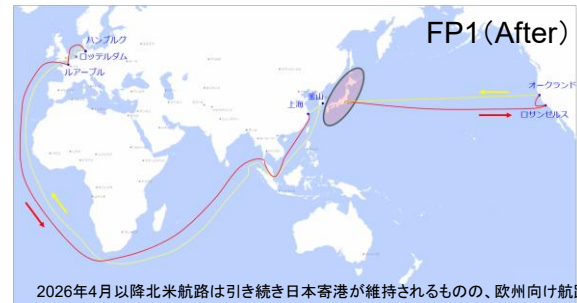 FP1(After)
ハンブルク
ロッテルダム
ルアーブル
釜山
上海
オークランド
ロサンゼルス
2026年4月以降北米航路は引き続き日本寄港が維持されるものの、欧州向け航